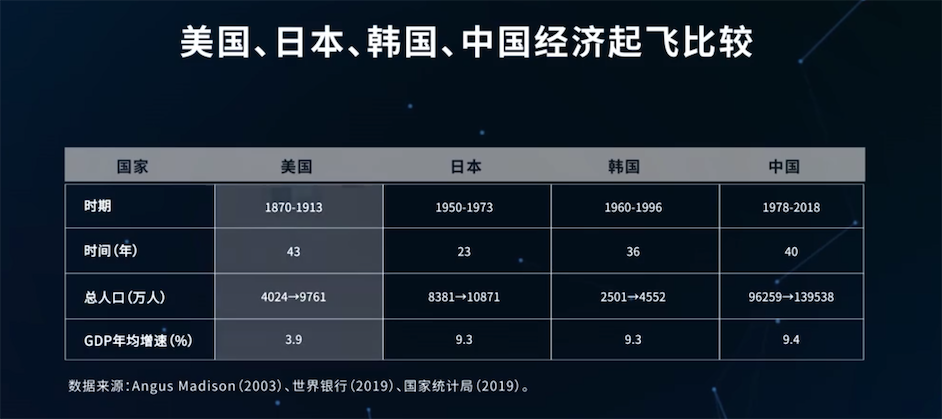 美国、日本、韩国、中国经济起飞比较
国家 美国 日本 韩国 中国
时期 1870-1913 1950-1973 1960-1996 1978-2018
时间(年) 43 23 36 40
总人口(万人) 4024→9761 8381→10871 2501→4552 96259→139538
GDP年均增速(%) 3.9 9.3 9.3 9.4
数据来源:Angus Madison(2003)、世界银行(2019)、国家统计局(2019)。